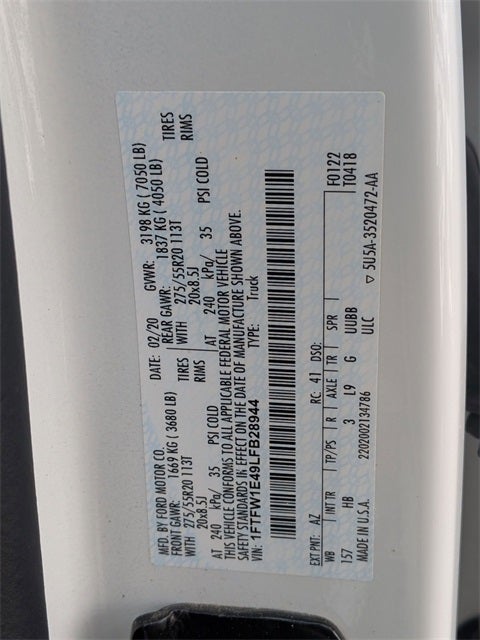 MFD. BY FORD MOTOR CO.
DATE: 02/20 GVWR: 3198 KG ( 7050 LB)
FRONT GAWR: REAR GAWR:
1669 KG ( 3680 LB) 1837 KG ( 4050 LB)
WITH TIRES WITH TIRES
275/55R20 113T 275/55R20 113T
20x8.5J RIMS 20x8.5J RIMS
AT 240 kPa/ 35 PSI COLD AT 240 kPa/ 35 PSI COLD
THIS VEHICLE CONFORMS TO ALL APPLICABLE FEDERAL MOTOR VEHICLE
SAFETY STANDARDS IN EFFECT ON THE DATE OF MANUFACTURE SHOWN ABOVE.
VIN: 1FTFW1E49LFB28944 TYPE: Truck
EXT PNT: AZ RC: 41 DSO: F0122
WB INT TR TP/PS R AXLE TR SPR T0418
157 HB 3 L9 G UUBB
MADE IN U.S.A. 2202002134786 ULC
▽ 5U5A-3520472-AA